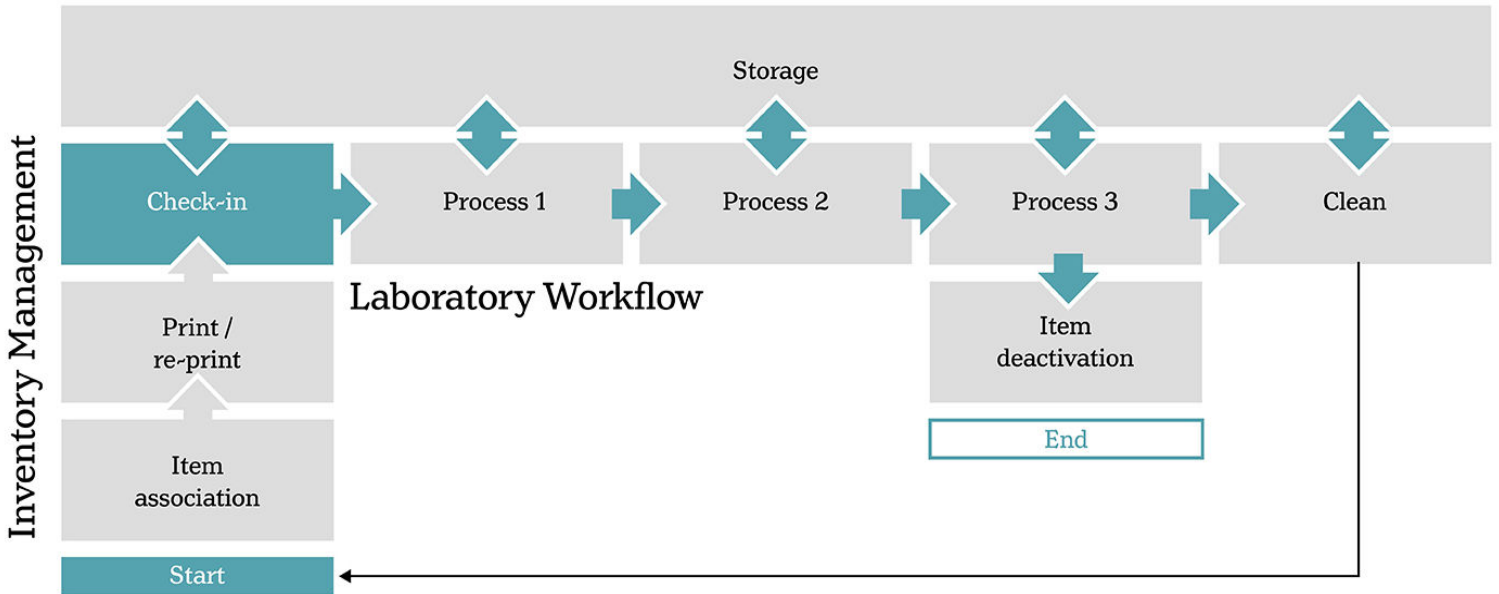 Storage
Inventory Management
Check-in
Process 1
Process 2
Process 3
Clean
Laboratory Workflow
Print /
re-print
Item
deactivation
End
Item
association
Start